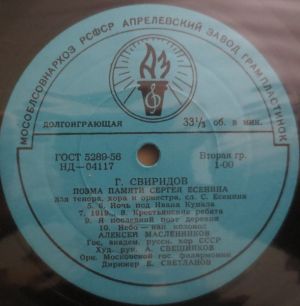 МОСОБЛСОВНАРХОЗ РСФСР АПРЕЛЕВСКИЙ ЗАВОД ГРАМПЛАСТИНОК
АЗ
ДОЛГОИГРАЮЩАЯ 33⅓ об. в мин.
ГОСТ 5289-56 Вторая гр.
НД—04117 1-00
Г. СВИРИДОВ
ПОЭМА ПАМЯТИ СЕРГЕЯ ЕСЕНИНА
для тенора, хора и оркестра, сл. С. Есенина
5. 6. Ночь под Ивана Купала
7. 1919... 8. Крестьянские ребята
9. Я последний поэт деревни
10. Небо—как колокол
АЛЕКСЕЙ МАСЛЕННИКОВ
Гос. академ. русск. хор СССР
Худ. рук. А. СВЕШНИКОВ
Орк. Московской гос. филармонии
Дирижер Е. СВЕТЛАНОВ